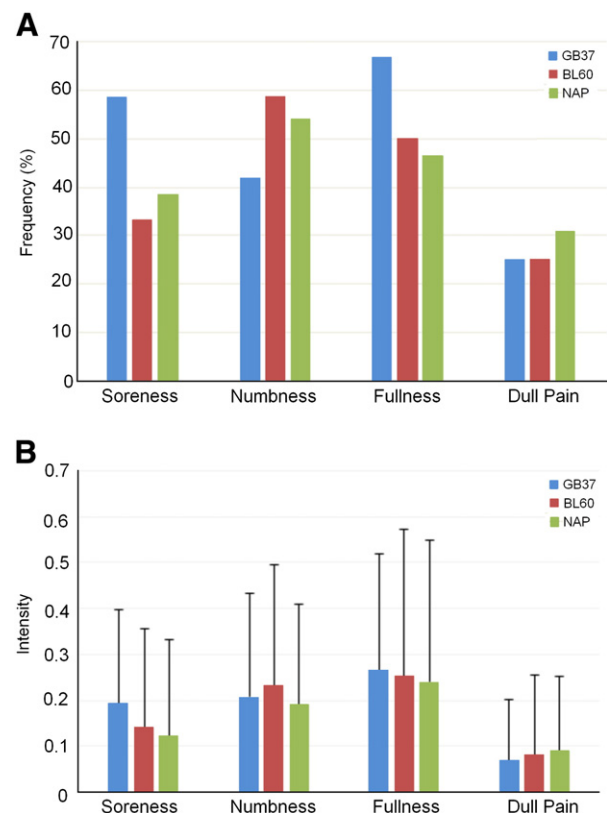 A
70
60
50
40
30
20
10
0
Frequency (%)
GB37
BL60
NAP
Soreness Numbness Fullness Dull Pain
B
0.7
0.6
0.5
0.4
0.3
0.2
0.1
0
Intensity
GB37
BL60
NAP
Soreness Numbness Fullness Dull Pain